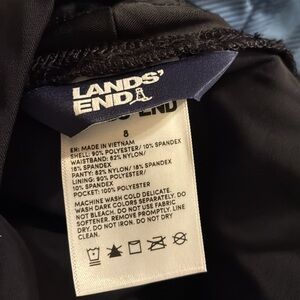 LANDS'
END
END
8
EN: MADE IN VIETNAM
SHELL: 90% POLYESTER/ 10% SPANDEX
WAISTBAND: 82% NYLON/
18% SPANDEX
PANTY: 82% NYLON/ 18% SPANDEX
LINING: 90% POLYESTER/
10% SPANDEX
POCKET: 100% POLYESTER
MACHINE WASH COLD DELICATE.
WASH DARK COLORS SEPARATELY. DO
NOT BLEACH. DO NOT USE FABRIC
SOFTENER. REMOVE PROMPTLY. LINE
DRY. DO NOT IRON. DO NOT
DRY CLEAN.